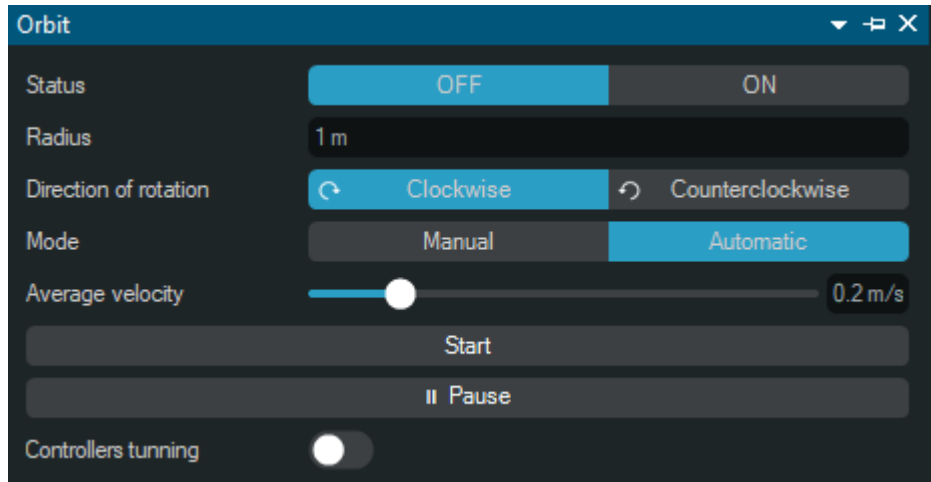 Orbit
Status OFF ON
Radius 1 m
Direction of rotation Clockwise Counterclockwise
Mode Manual Automatic
Average velocity 0.2 m/s
Start
Pause
Controllers tunning